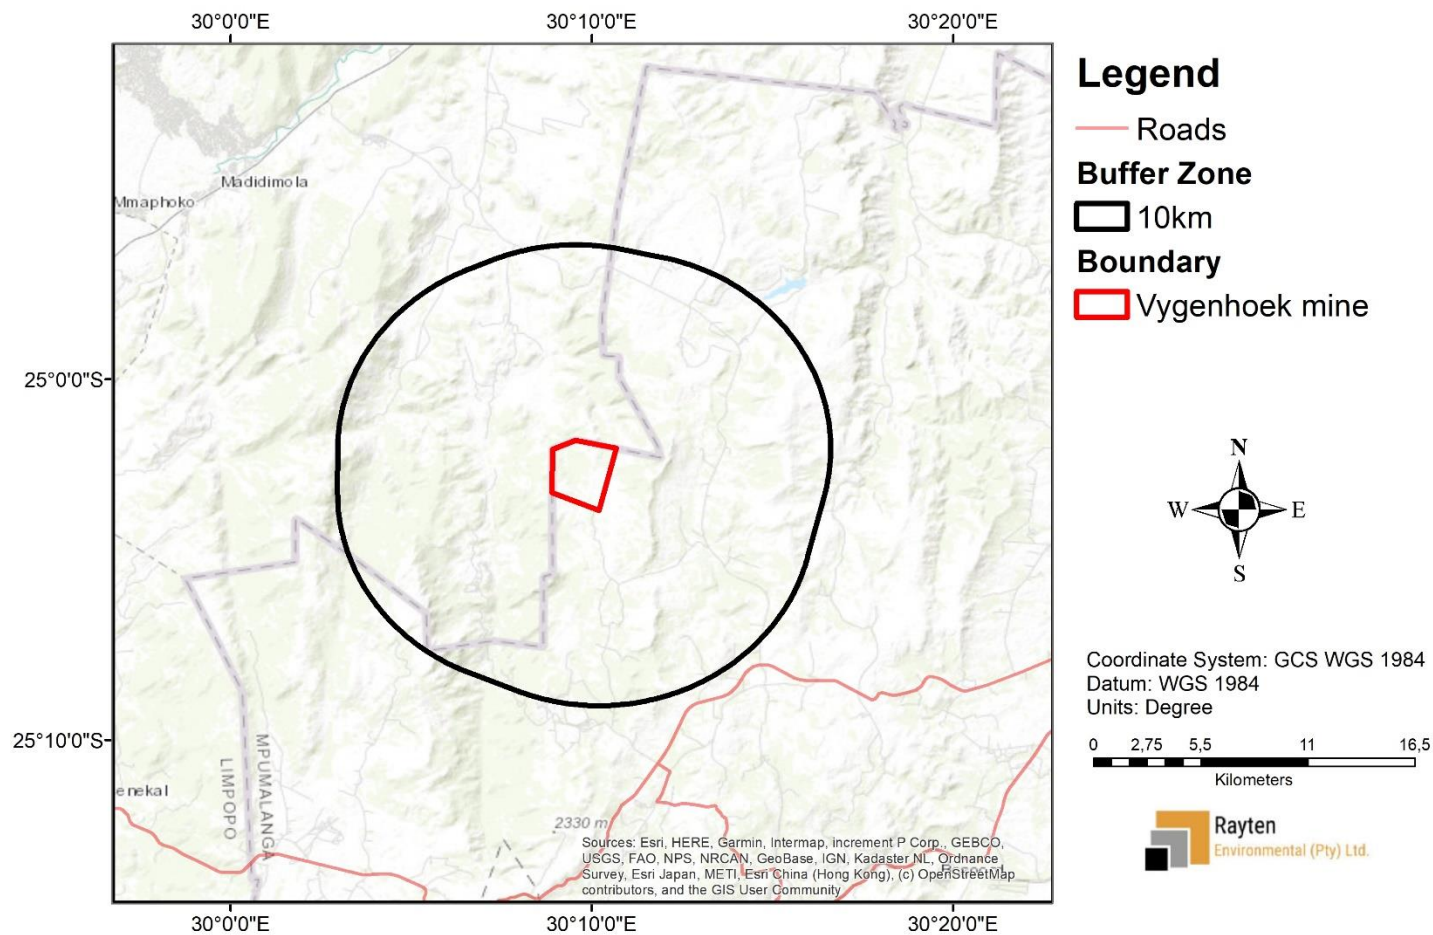 30°0'0"E 30°10'0"E 30°20'0"E
Legend
Roads
Buffer Zone
10km
Boundary
Vygenhoek mine
Madidimola
Mmaphoko
25°0'0"S
N
W E
S
Coordinate System: GCS WGS 1984
Datum: WGS 1984
Units: Degree
0 2,75 5,5 11 16,5
Kilometers
25°10'0"S
LIMPOPO
MPUMALANGA
enekal
2330 m
Sources: Esri, HERE, Garmin, Intermap, increment P Corp., GEBCO,
USGS, FAO, NPS, NRCAN, GeoBase, IGN, Kadaster NL, Ordnance
Survey, Esri Japan, METI, Esri China (Hong Kong), (c) OpenStreetMap
contributors, and the GIS User Community
Rayten
Environmental (Pty) Ltd.
30°0'0"E 30°10'0"E 30°20'0"E